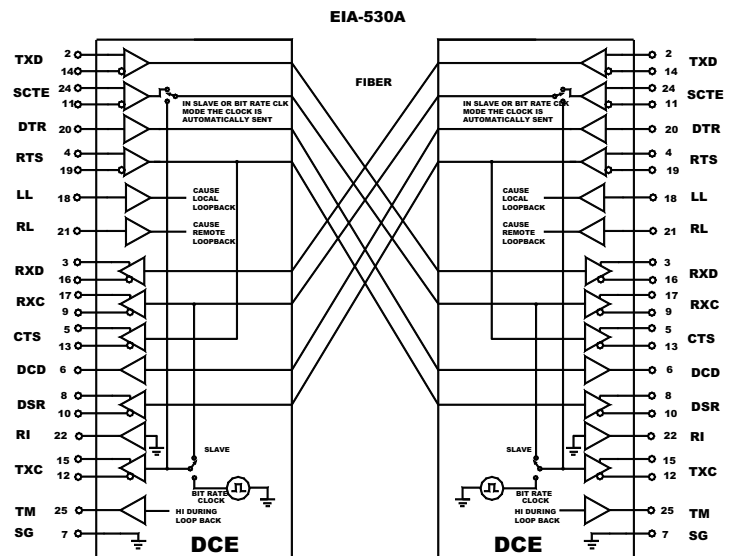 EIA-530A
FIBER
TXD 2
14
SCTE 24
11
DTR 20
RTS 4
19
LL 18
RL 21
RXD 3
16
RXC 17
9
CTS 5
13
DCD 6
DSR 8
10
RI 22
TXC 15
12
TM 25
SG 7
IN SLAVE OR BIT RATE CLK
MODE THE CLOCK IS
AUTOMATICALLY SENT
CAUSE
LOCAL
LOOPBACK
CAUSE
REMOTE
LOOPBACK
SLAVE
BIT RATE
CLOCK
HI DURING
LOOP BACK
DCE
IN SLAVE OR BIT RATE CLK
MODE THE CLOCK IS
AUTOMATICALLY SENT
CAUSE
LOCAL
LOOPBACK
CAUSE
REMOTE
LOOPBACK
SLAVE
BIT RATE
CLOCK
HI DURING
LOOP BACK
DCE
2 TXD
14
24 SCTE
11
20 DTR
4 RTS
19
18 LL
21 RL
3 RXD
16
17 RXC
9
5 CTS
13
6 DCD
8 DSR
10
22 RI
15 TXC
12
25 TM
7 SG